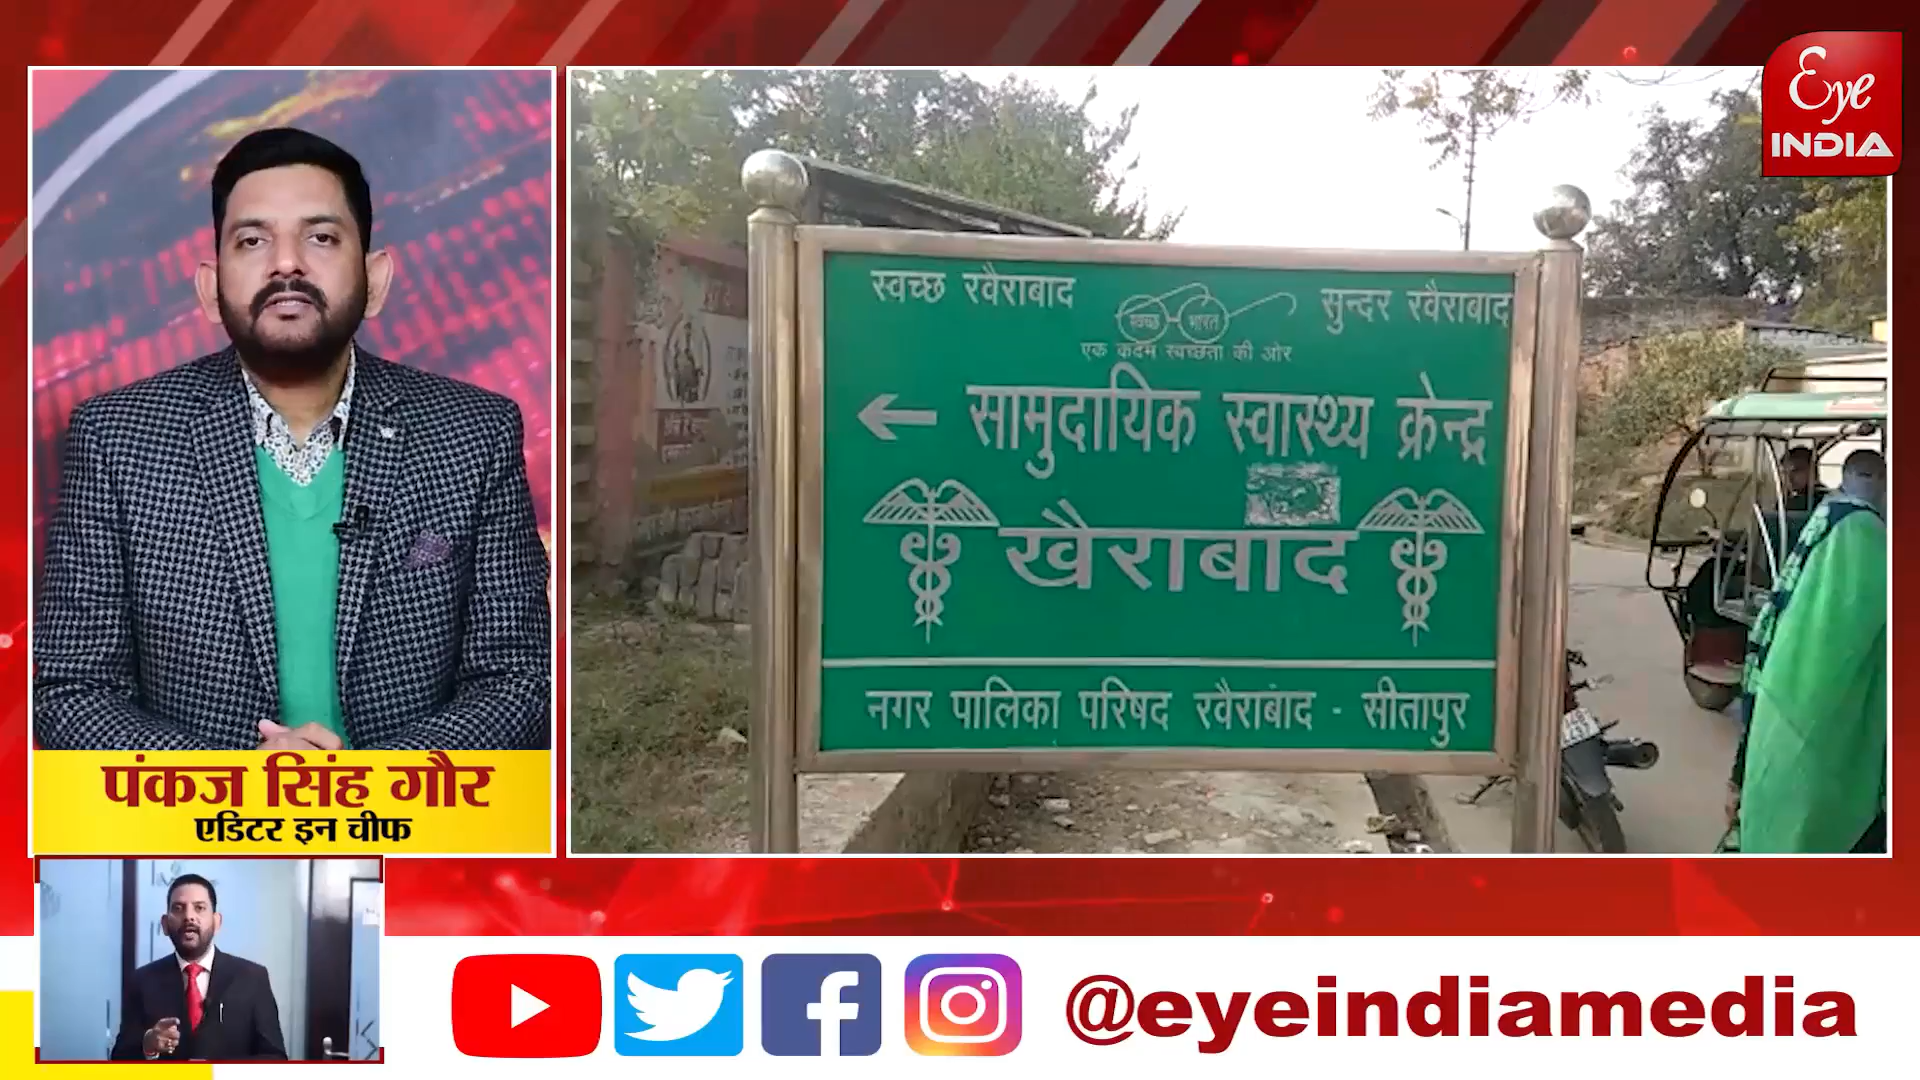 Eye
INDIA
स्वच्छ खैराबाद
सुन्दर खैराबाद
स्वच्छ भारत
एक कदम स्वच्छता की ओर
← सामुदायिक स्वास्थ्य क्रेन्द्र
खैराबाद
नगर पालिका परिषद खैराबांद - सीतापुर
पंकज सिंह गौर
एडिटर इन चीफ
@eyeindiamedia